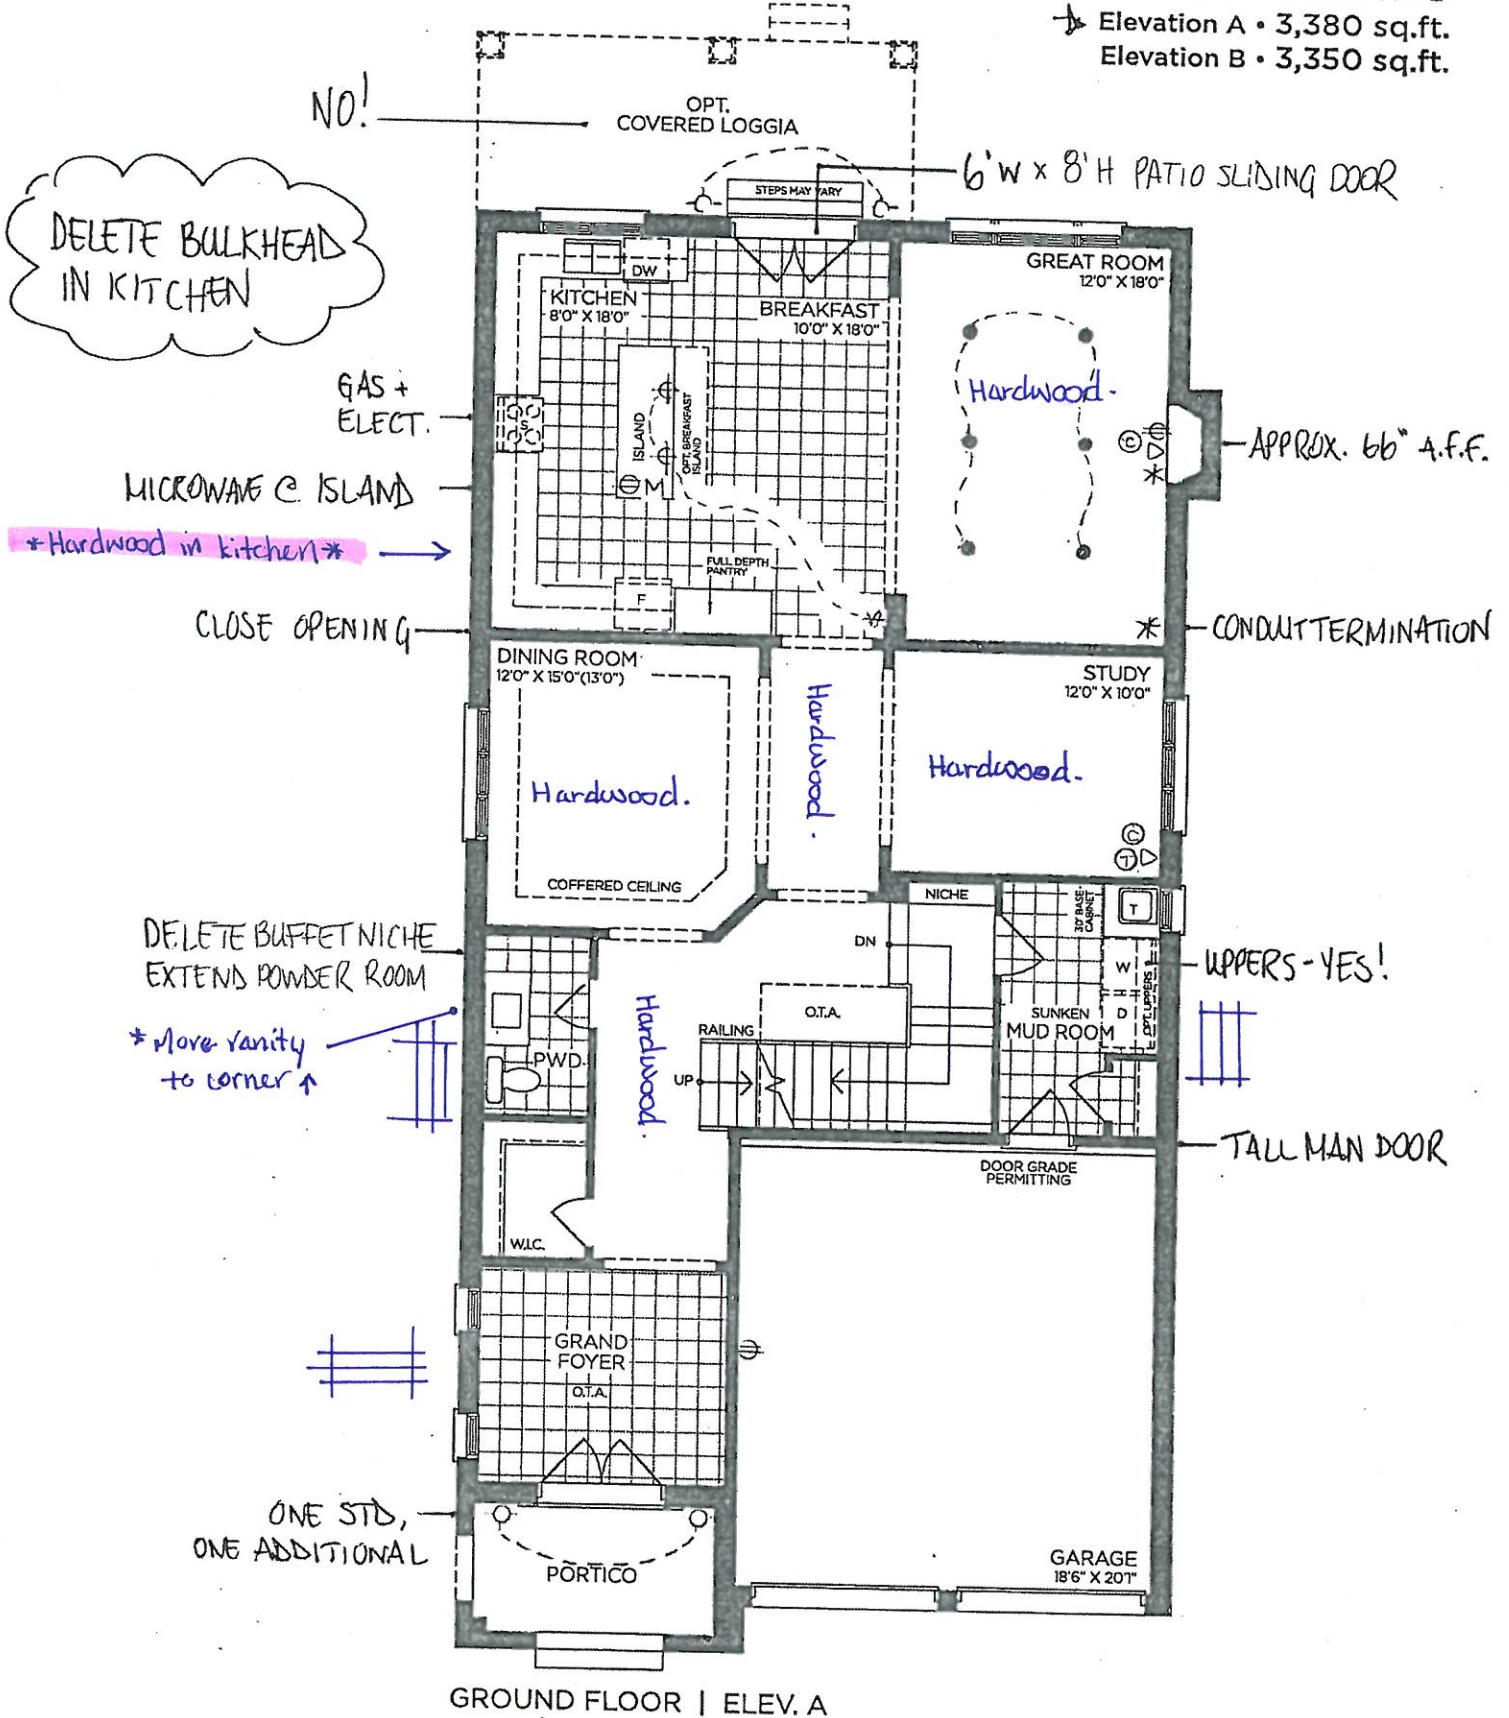 Elevation A • 3,380 sq.ft.
Elevation B • 3,350 sq.ft.
NO!
OPT.
COVERED LOGGIA
6'W x 8'H PATIO SLIDING DOOR
STEPS MAY VARY
DELETE BULKHEAD
IN KITCHEN
DW
KITCHEN
8'0" X 18'0"
BREAKFAST
10'0" X 18'0"
GREAT ROOM
12'0" X 18'0"
Hardwood.
GAS +
ELECT.
S
ISLAND
OPT. BREAKFAST
ISLAND
M
C
APPROX. 66" A.F.F.
MICROWAVE @ ISLAND
*Hardwood in kitchen*
FULL DEPTH
PANTRY
F
CLOSE OPENING
CONDUIT TERMINATION
DINING ROOM
12'0" X 15'0"(13'0")
STUDY
12'0" X 10'0"
Hardwood.
Hardwood.
Hardwood.
C
T
COFFERED CEILING
NICHE
30" BASE
CABINET
T
DELETE BUFFET NICHE
EXTEND POWDER ROOM
DN
W
D
OPT. UPPERS
UPPERS - YES!
O.T.A.
SUNKEN
MUD ROOM
*Move vanity
to corner ↑
Hardwood.
RAILING
PWD.
UP
TALL MAN DOOR
DOOR GRADE
PERMITTING
W.I.C.
GRAND
FOYER
O.T.A.
ONE STD,
ONE ADDITIONAL
PORTICO
GARAGE
18'6" X 20'1"
GROUND FLOOR | ELEV. A